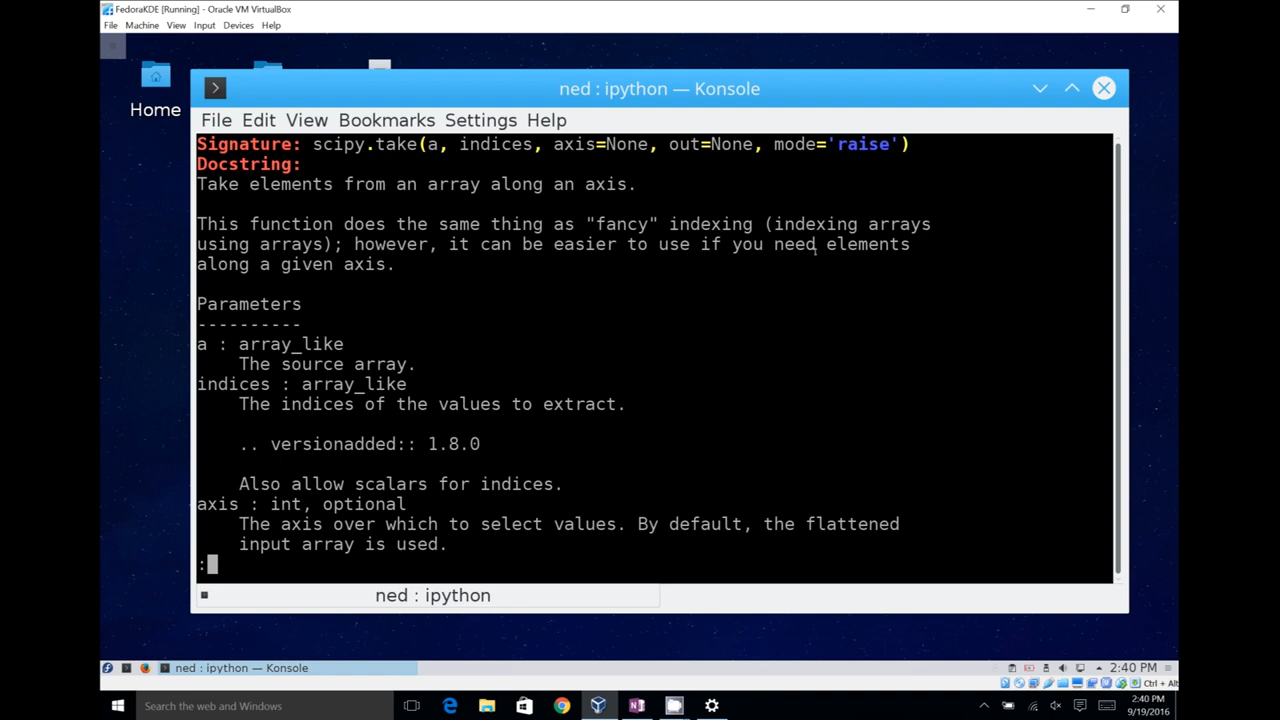 FedoraKDE [Running] - Oracle VM VirtualBox
File Machine View Input Devices Help
Home
ned : ipython — Konsole
File Edit View Bookmarks Settings Help
Signature: scipy.take(a, indices, axis=None, out=None, mode='raise')
Docstring:
Take elements from an array along an axis.
This function does the same thing as "fancy" indexing (indexing arrays
using arrays); however, it can be easier to use if you need elements
along a given axis.
Parameters
----------
a : array_like
The source array.
indices : array_like
The indices of the values to extract.
.. versionadded:: 1.8.0
Also allow scalars for indices.
axis : int, optional
The axis over which to select values. By default, the flattened
input array is used.
:
ned : ipython
ned : ipython — Konsole
2:40 PM
Ctrl + Alt
Search the web and Windows
2:40 PM
9/19/2016